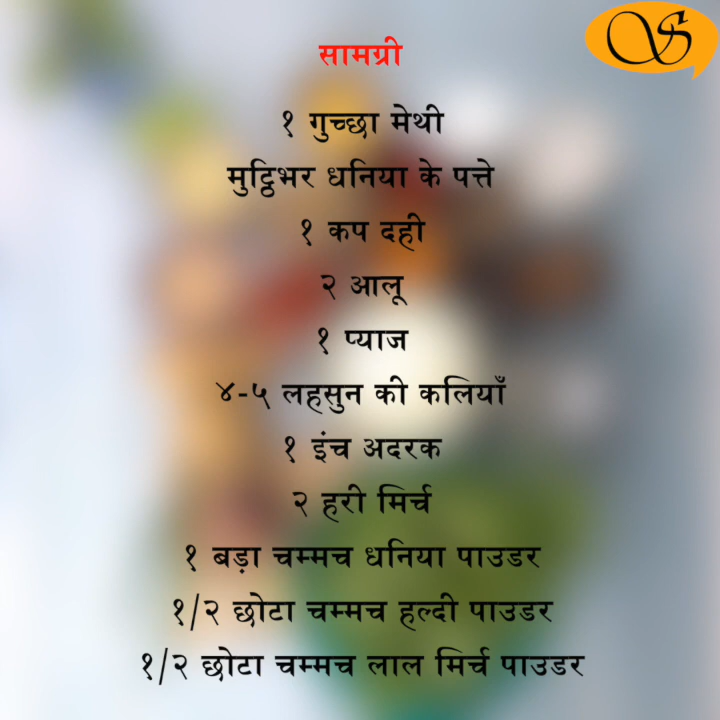 सामग्री
१ गुच्छा मेथी
मुट्ठिभर धनिया के पत्ते
१ कप दही
२ आलू
१ प्याज
४-५ लहसुन की कलियाँ
१ इंच अदरक
२ हरी मिर्च
१ बड़ा चम्मच धनिया पाउडर
१/२ छोटा चम्मच हल्दी पाउडर
१/२ छोटा चम्मच लाल मिर्च पाउडर